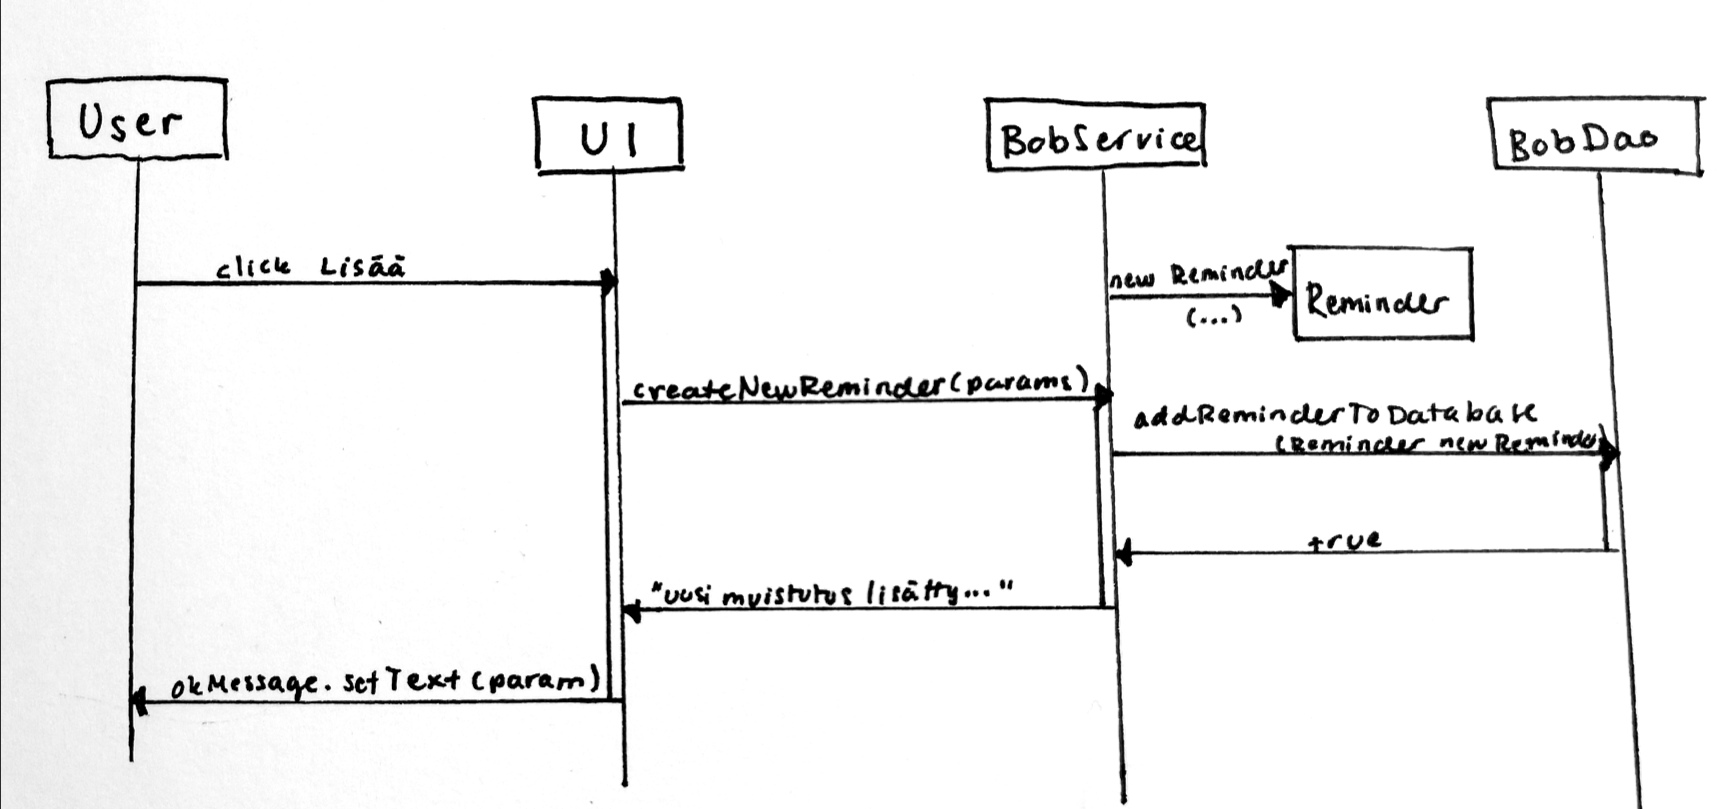 User
UI
BobService
BobDao
click Lisää
new Reminder
(...)
Reminder
createNewReminder(params)
addReminderToDatabase
(Reminder newReminder)
true
"uusi muistutus lisätty..."
okMessage.setText(param)